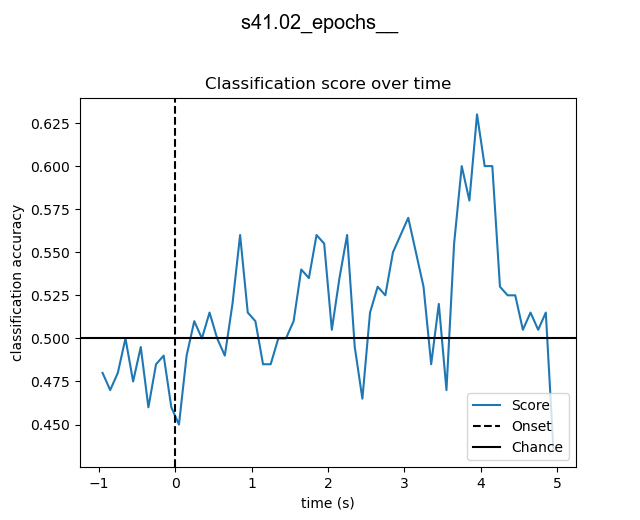 s41.02_epochs__
Classification score over time
classification accuracy
0.625
0.600
0.575
0.550
0.525
0.500
0.475
0.450
−1
0
1
2
3
4
5
time (s)
Score
Onset
Chance